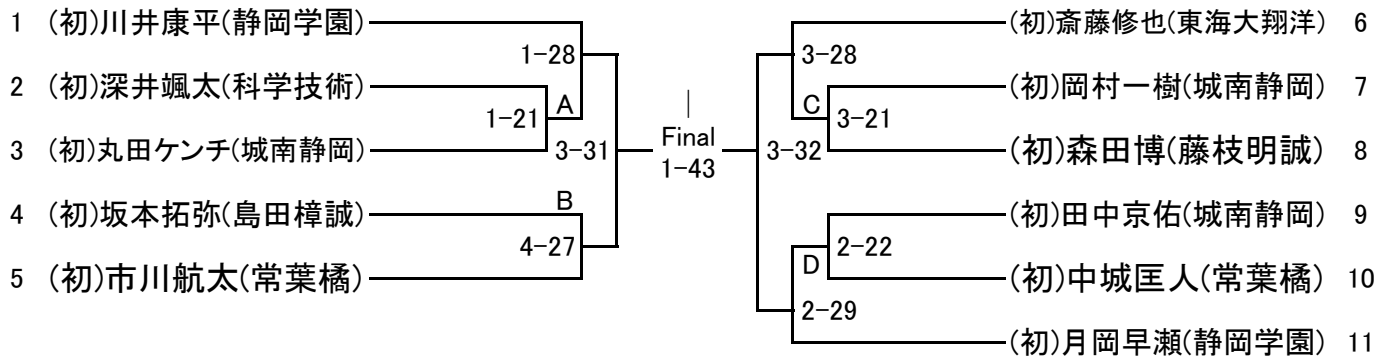 1 (初)川井康平(静岡学園)
1-28
2 (初)深井颯太(科学技術)
A
1-21
3 (初)丸田ケンチ(城南静岡)
3-31
4 (初)坂本拓弥(島田樟誠)
B
4-27
5 (初)市川航太(常葉橘)
|
Final
1-43
(初)斎藤修也(東海大翔洋) 6
3-28
(初)岡村一樹(城南静岡) 7
C
3-21
3-32
(初)森田博(藤枝明誠) 8
(初)田中京佑(城南静岡) 9
2-22
D
(初)中城匡人(常葉橘) 10
2-29
(初)月岡早瀬(静岡学園) 11